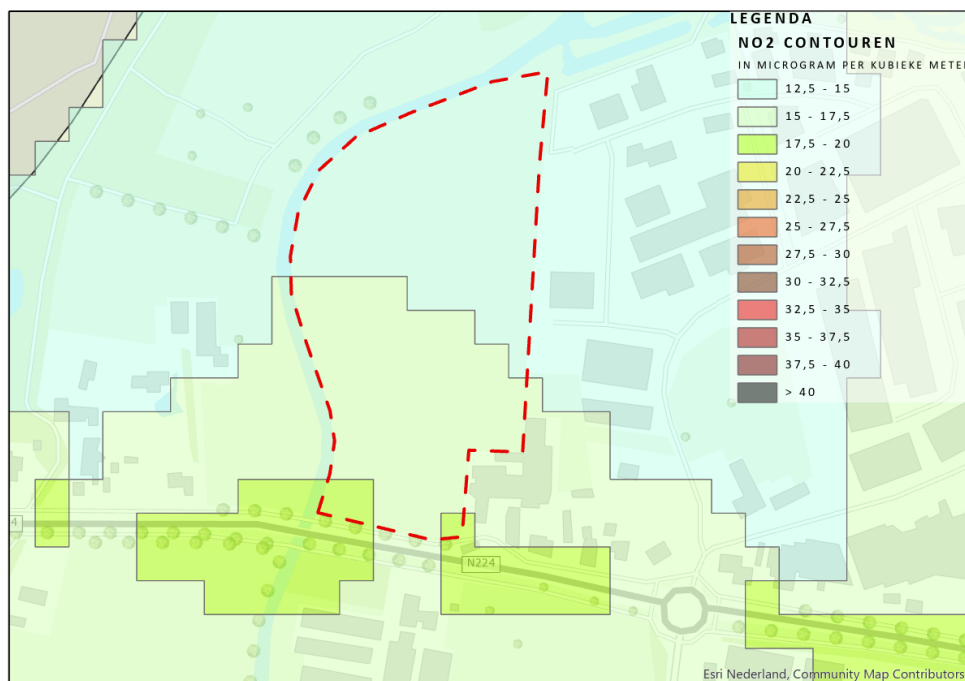 LEGENDA
NO2 CONTOUREN
IN MICROGRAM PER KUBIEKE METER
12,5 - 15
15 - 17,5
17,5 - 20
20 - 22,5
22,5 - 25
25 - 27,5
27,5 - 30
30 - 32,5
32,5 - 35
35 - 37,5
37,5 - 40
> 40
4
N224
Esri Nederland, Community Map Contributors